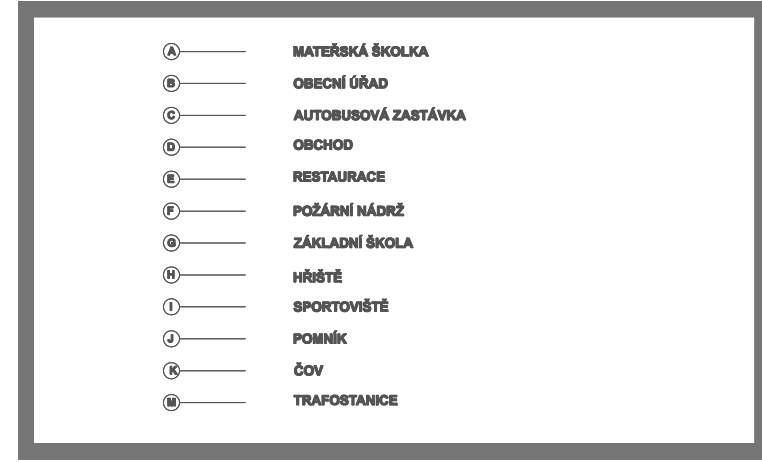 A MATEŘSKÁ ŠKOLKA
B OBECNÍ ÚŘAD
C AUTOBUSOVÁ ZASTÁVKA
D OBCHOD
E RESTAURACE
F POŽÁRNÍ NÁDRŽ
G ZÁKLADNÍ ŠKOLA
H HŘIŠTĚ
I SPORTOVIŠTĚ
J POMNÍK
K ČOV
M TRAFOSTANICE